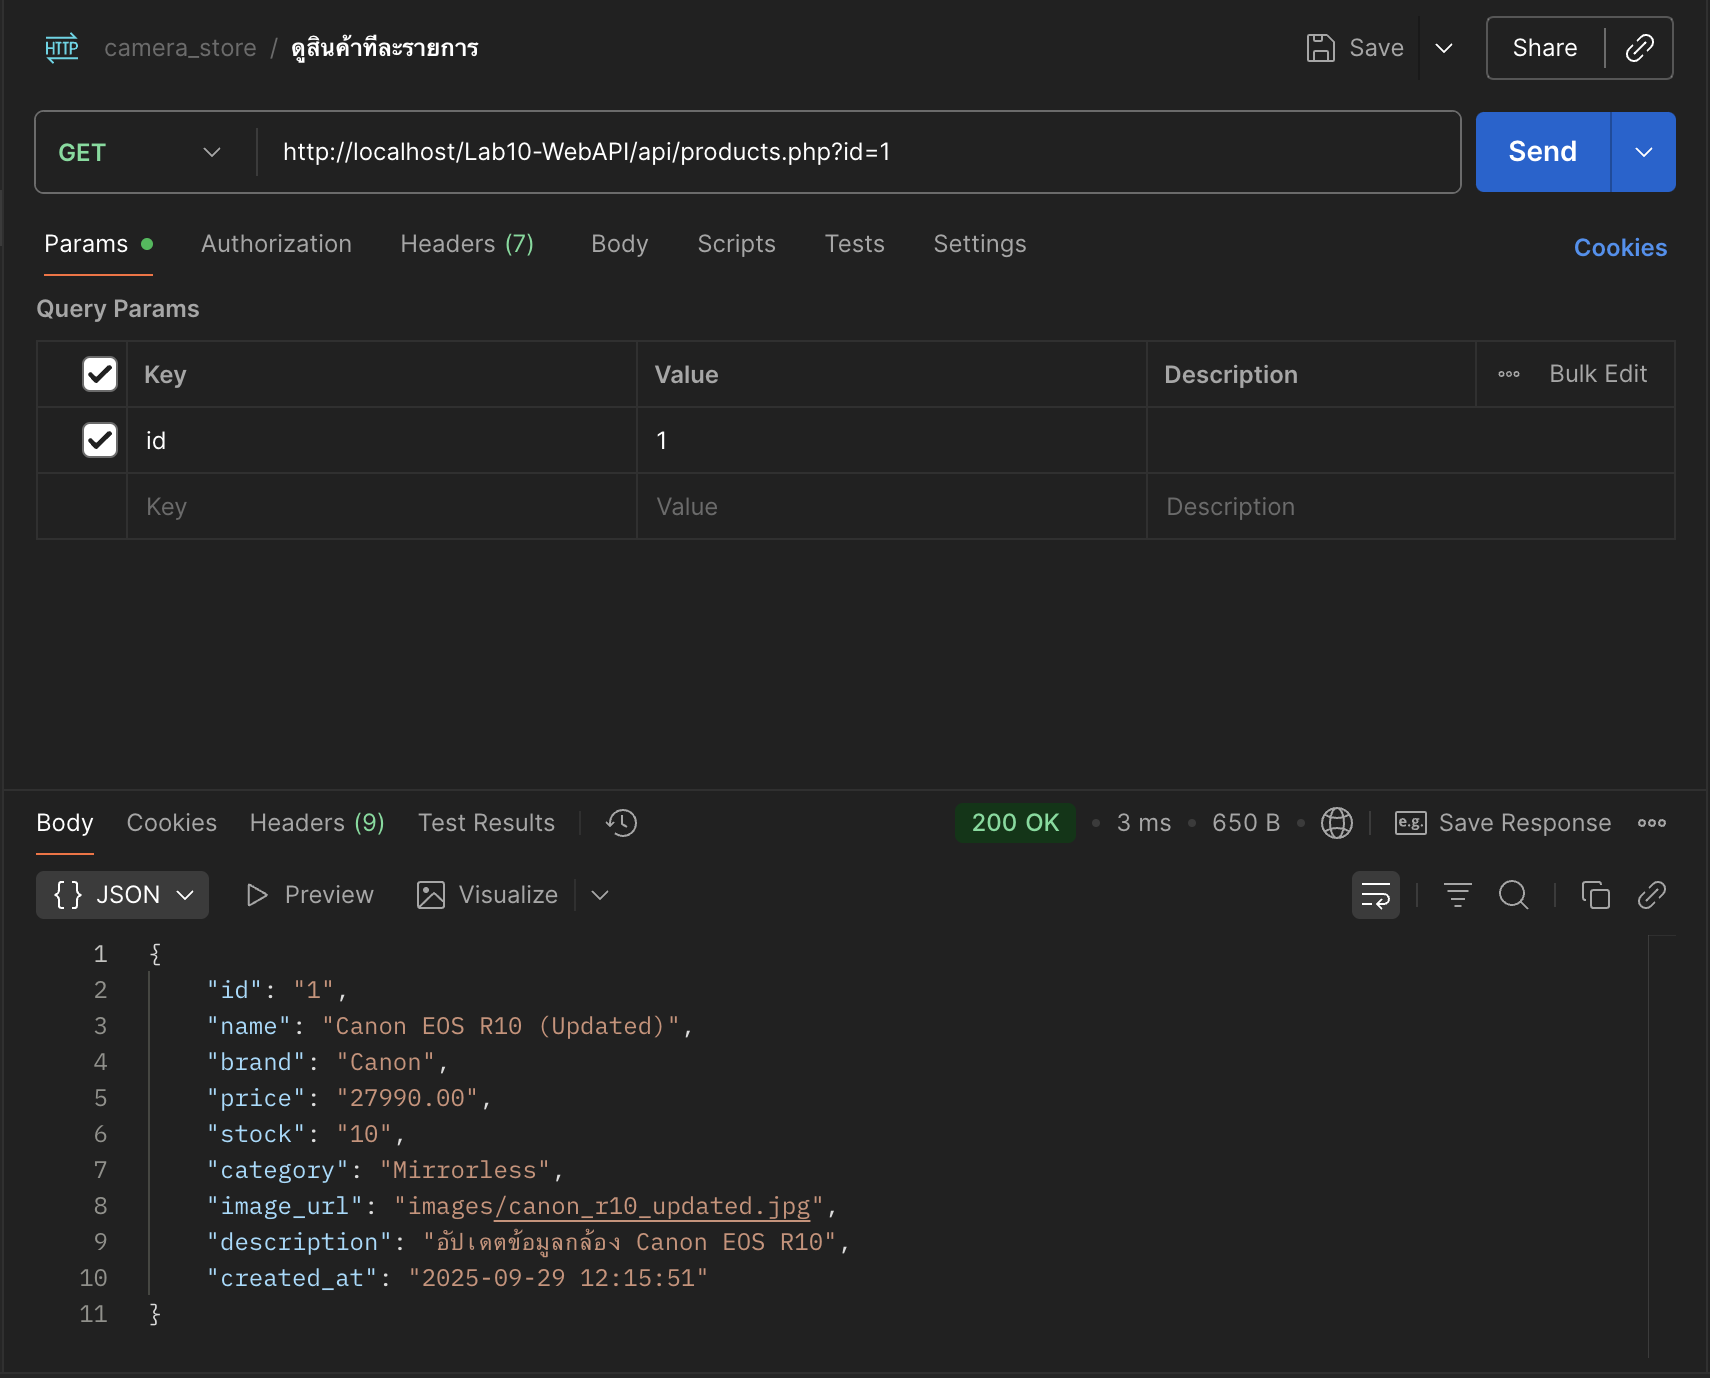 HTTP camera_store / ดูสินค้าทีละรายการ Save Share
GET http://localhost/Lab10-WebAPI/api/products.php?id=1 Send
Params Authorization Headers (7) Body Scripts Tests Settings Cookies
Query Params
Key Value Description Bulk Edit
id 1
Key Value Description
Body Cookies Headers (9) Test Results 200 OK • 3 ms • 650 B • e.g. Save Response
{} JSON Preview Visualize
1 {
2 "id": "1",
3 "name": "Canon EOS R10 (Updated)",
4 "brand": "Canon",
5 "price": "27990.00",
6 "stock": "10",
7 "category": "Mirrorless",
8 "image_url": "images/canon_r10_updated.jpg",
9 "description": "อัปเดตข้อมูลกล้อง Canon EOS R10",
10 "created_at": "2025-09-29 12:15:51"
11 }